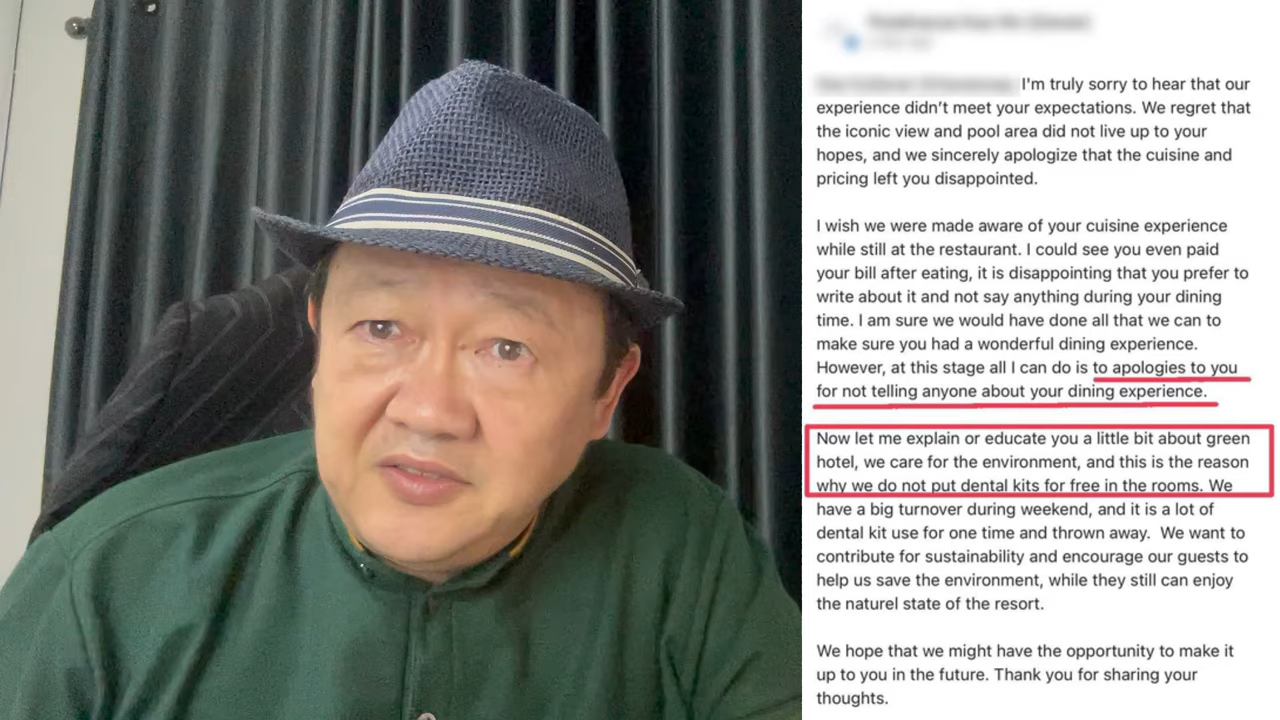 I'm truly sorry to hear that our
experience didn’t meet your expectations. We regret that
the iconic view and pool area did not live up to your
hopes, and we sincerely apologize that the cuisine and
pricing left you disappointed.
I wish we were made aware of your cuisine experience
while still at the restaurant. I could see you even paid
your bill after eating, it is disappointing that you prefer to
write about it and not say anything during your dining
time. I am sure we would have done all that we can to
make sure you had a wonderful dining experience.
However, at this stage all I can do is to apologies to you
for not telling anyone about your dining experience.
Now let me explain or educate you a little bit about green
hotel, we care for the environment, and this is the reason
why we do not put dental kits for free in the rooms. We
have a big turnover during weekend, and it is a lot of
dental kit use for one time and thrown away.  We want to
contribute for sustainability and encourage our guests to
help us save the environment, while they still can enjoy
the naturel state of the resort.
We hope that we might have the opportunity to make it
up to you in the future. Thank you for sharing your
thoughts.